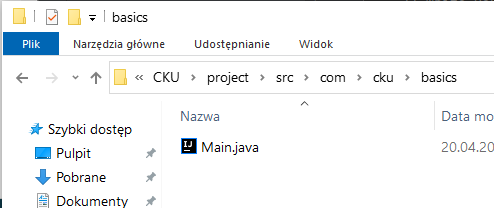 basics
Plik Narzędzia główne Udostępnianie Widok
« CKU › project › src › com › cku › basics
Nazwa Data mo
Szybki dostęp
Main.java 20.04.20
Pulpit
Pobrane
Dokumenty